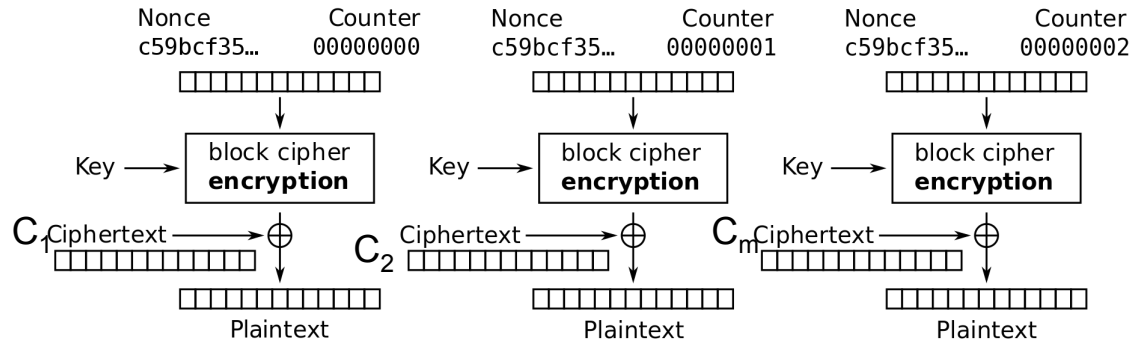 Nonce Counter Nonce Counter Nonce Counter
c59bcf35… 00000000 c59bcf35… 00000001 c59bcf35… 00000002
block cipher block cipher block cipher
Key Key Key
encryption encryption encryption
C1 Ciphertext C2 Ciphertext Cm Ciphertext
Plaintext Plaintext Plaintext